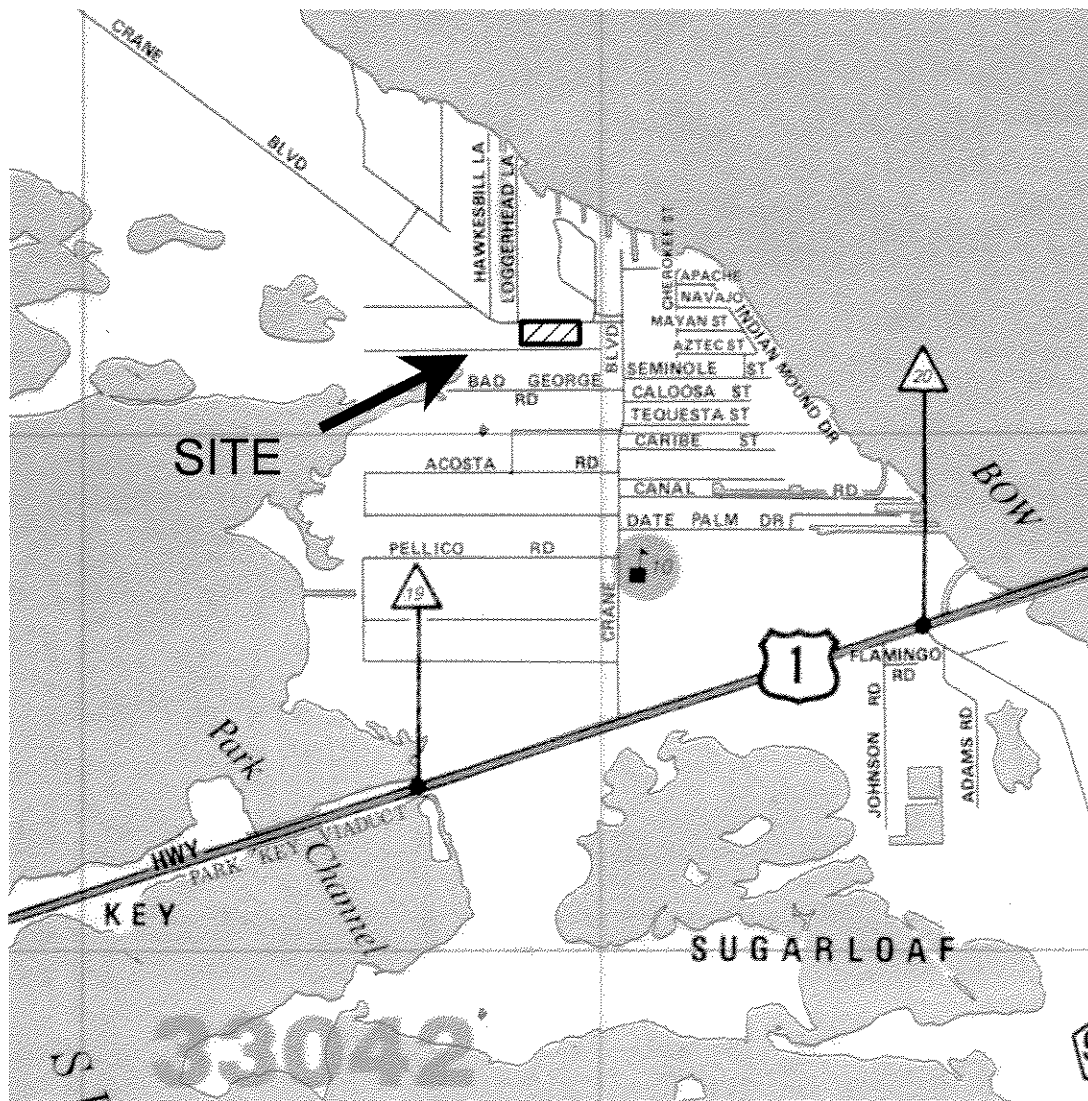 CRANE
BLVD
HAWKESBILL LA
LOGGERHEAD LA
CHEROKEE ST
APACHE
NAVAJO
MAYAN ST
AZTEC ST
INDIAN MOUND DR
BLVD
SEMINOLE ST
BAD GEORGE
RD
CALOOSA ST
TEQUESTA ST
CARIBE ST
SITE
20
ACOSTA RD
CANAL RD
BOW
DATE PALM DR
PELLICO RD
10
19
CRANE
1
FLAMINGO
RD
JOHNSON RD
ADAMS RD
Park
Channel
HWY
PARK KEY VIADUCT
KEY
SUGARLOAF
33042